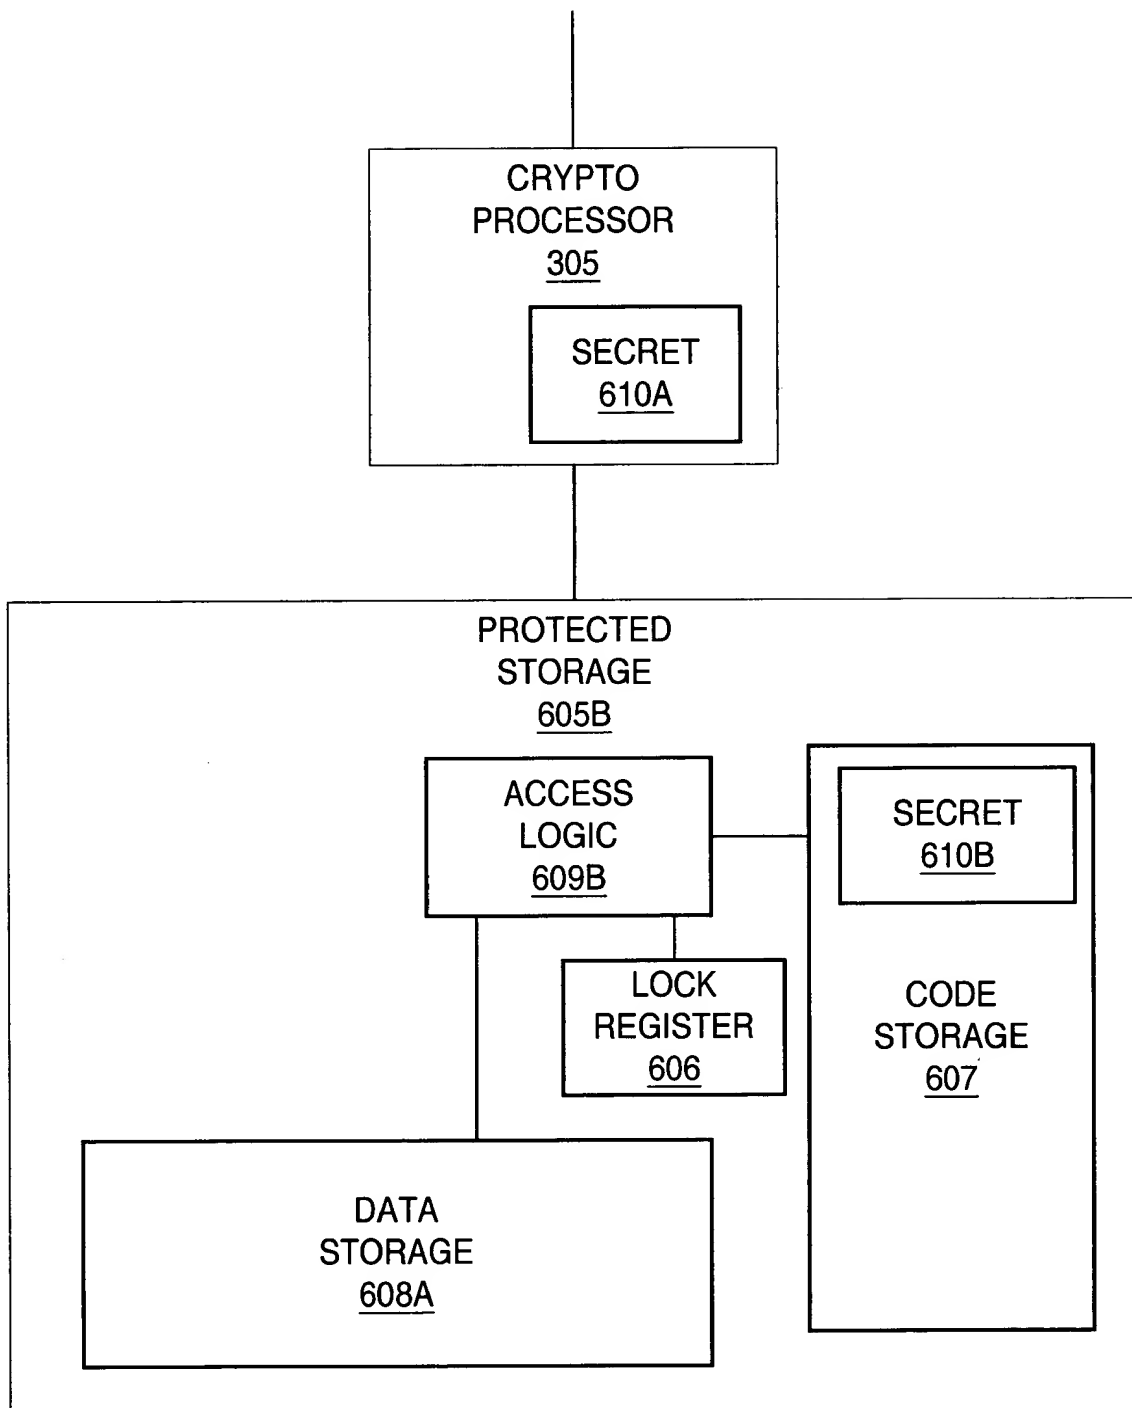 CRYPTO
PROCESSOR
305
SECRET
610A
PROTECTED
STORAGE
605B
ACCESS
LOGIC
609B
SECRET
610B
LOCK
REGISTER
606
CODE
STORAGE
607
DATA
STORAGE
608A